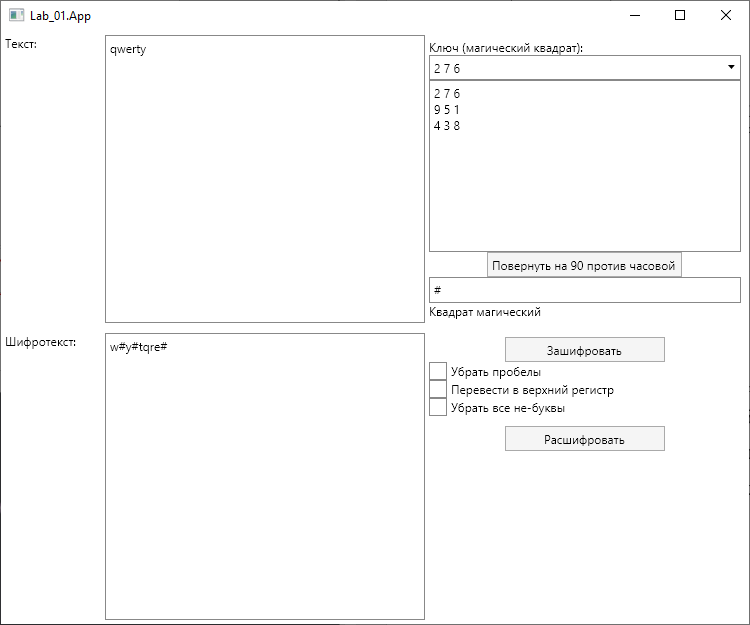 Lab_01.App
Текст:
qwerty
Ключ (магический квадрат):
2 7 6
2 7 6
9 5 1
4 3 8
Повернуть на 90 против часовой
#
Квадрат магический
Шифротекст:
w#y#tqre#
Зашифровать
Убрать пробелы
Перевести в верхний регистр
Убрать все не-буквы
Расшифровать